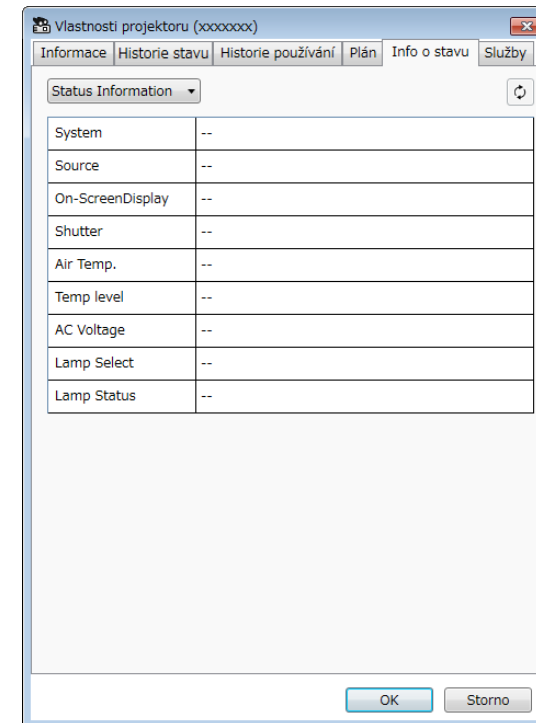 Vlastnosti projektoru (xxxxxxx)
Informace Historie stavu Historie používání Plán Info o stavu Služby
Status Information
System --
Source --
On-ScreenDisplay --
Shutter --
Air Temp. --
Temp level --
AC Voltage --
Lamp Select --
Lamp Status --
OK Storno